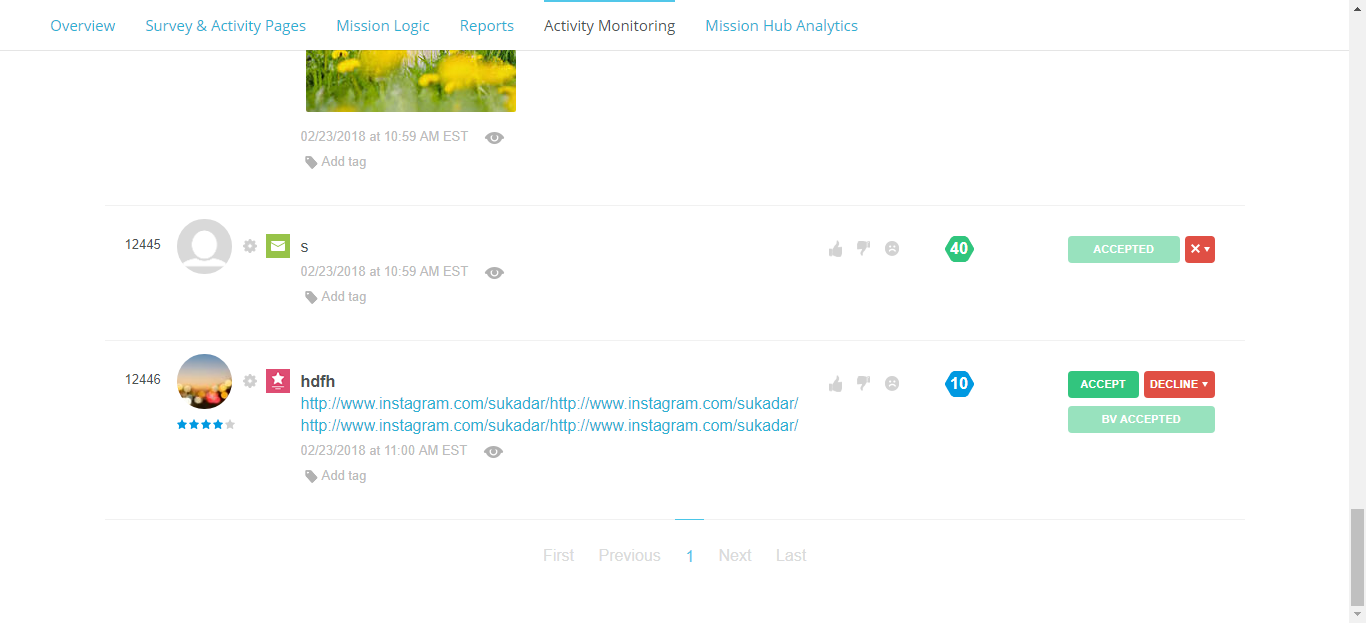 Overview Survey & Activity Pages Mission Logic Reports Activity Monitoring Mission Hub Analytics
02/23/2018 at 10:59 AM EST
Add tag
12445 s 40 ACCEPTED
02/23/2018 at 10:59 AM EST
Add tag
12446 hdfh 10 ACCEPT DECLINE
http://www.instagram.com/sukadar/http://www.instagram.com/sukadar/
http://www.instagram.com/sukadar/http://www.instagram.com/sukadar/ BV ACCEPTED
02/23/2018 at 11:00 AM EST
Add tag
First Previous 1 Next Last